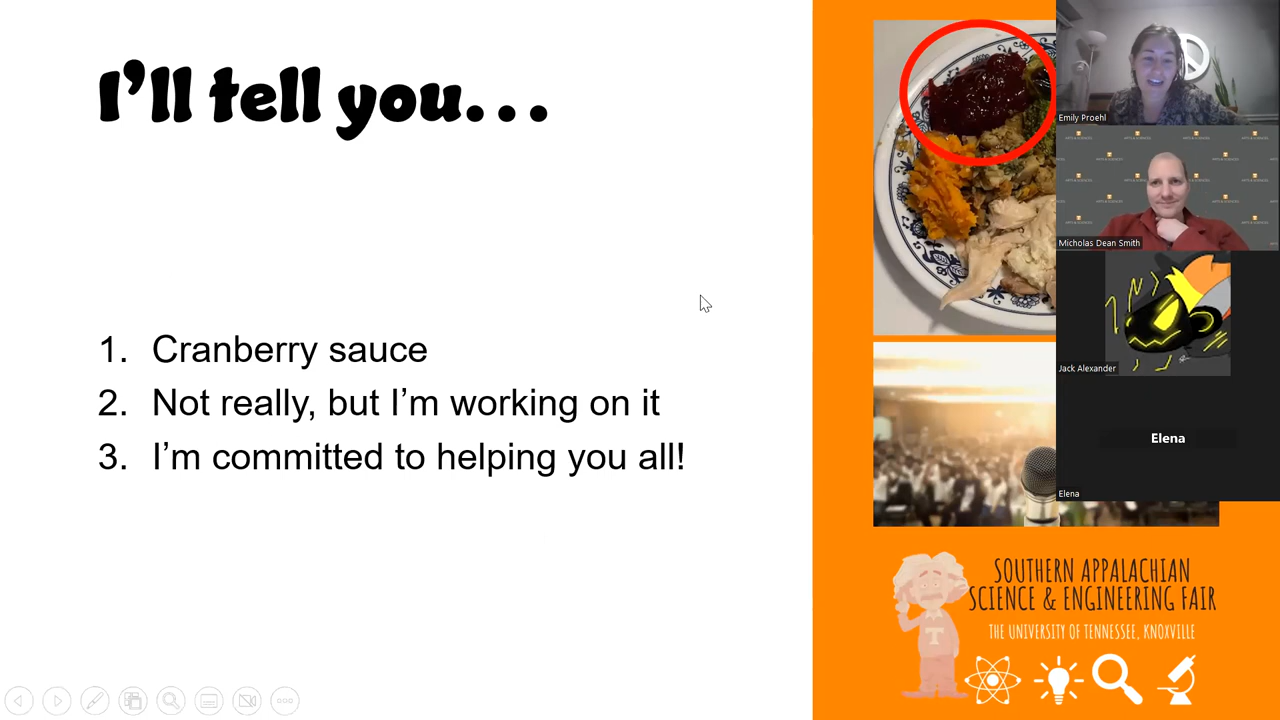 I'll tell you...
1. Cranberry sauce
2. Not really, but I'm working on it
3. I'm committed to helping you all!
Emily Proehl
Micholas Dean Smith
Jack Alexander
Elena
Elena
T
SOUTHERN APPALACHIAN
SCIENCE & ENGINEERING FAIR
THE UNIVERSITY OF TENNESSEE, KNOXVILLE